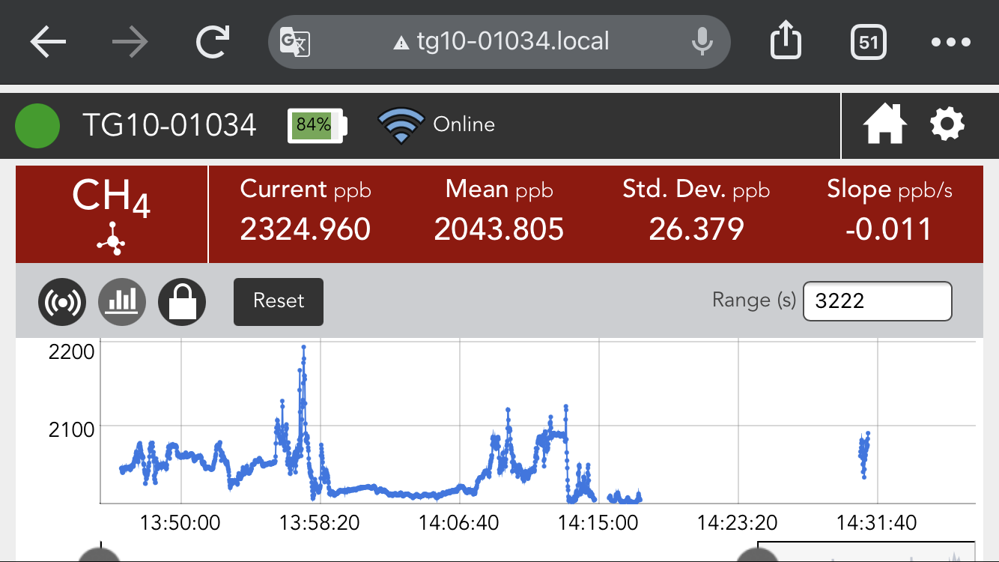 tg10-01034.local 51
TG10-01034 84% Online
CH4
Current ppb Mean ppb Std. Dev. ppb Slope ppb/s
2324.960 2043.805 26.379 -0.011
Reset Range (s) 3222
2200
2100
13:50:00 13:58:20 14:06:40 14:15:00 14:23:20 14:31:40